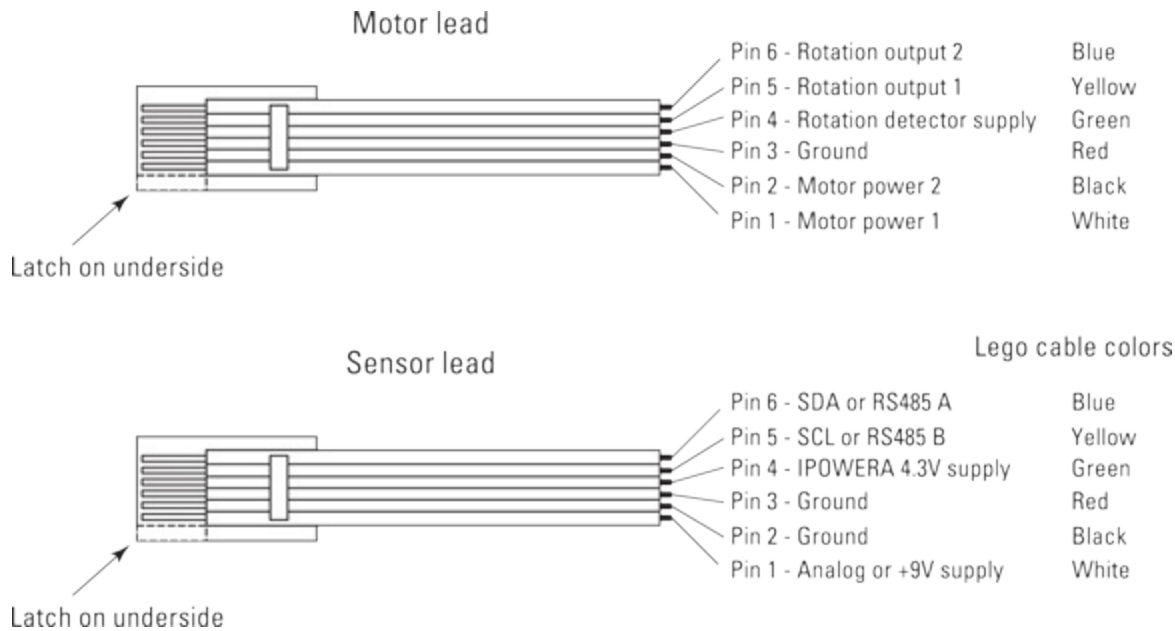 Motor lead
Pin 6 - Rotation output 2 Blue
Pin 5 - Rotation output 1 Yellow
Pin 4 - Rotation detector supply Green
Pin 3 - Ground Red
Pin 2 - Motor power 2 Black
Pin 1 - Motor power 1 White
Latch on underside
Lego cable colors
Sensor lead
Pin 6 - SDA or RS485 A Blue
Pin 5 - SCL or RS485 B Yellow
Pin 4 - IPOWERA 4.3V supply Green
Pin 3 - Ground Red
Pin 2 - Ground Black
Pin 1 - Analog or +9V supply White
Latch on underside